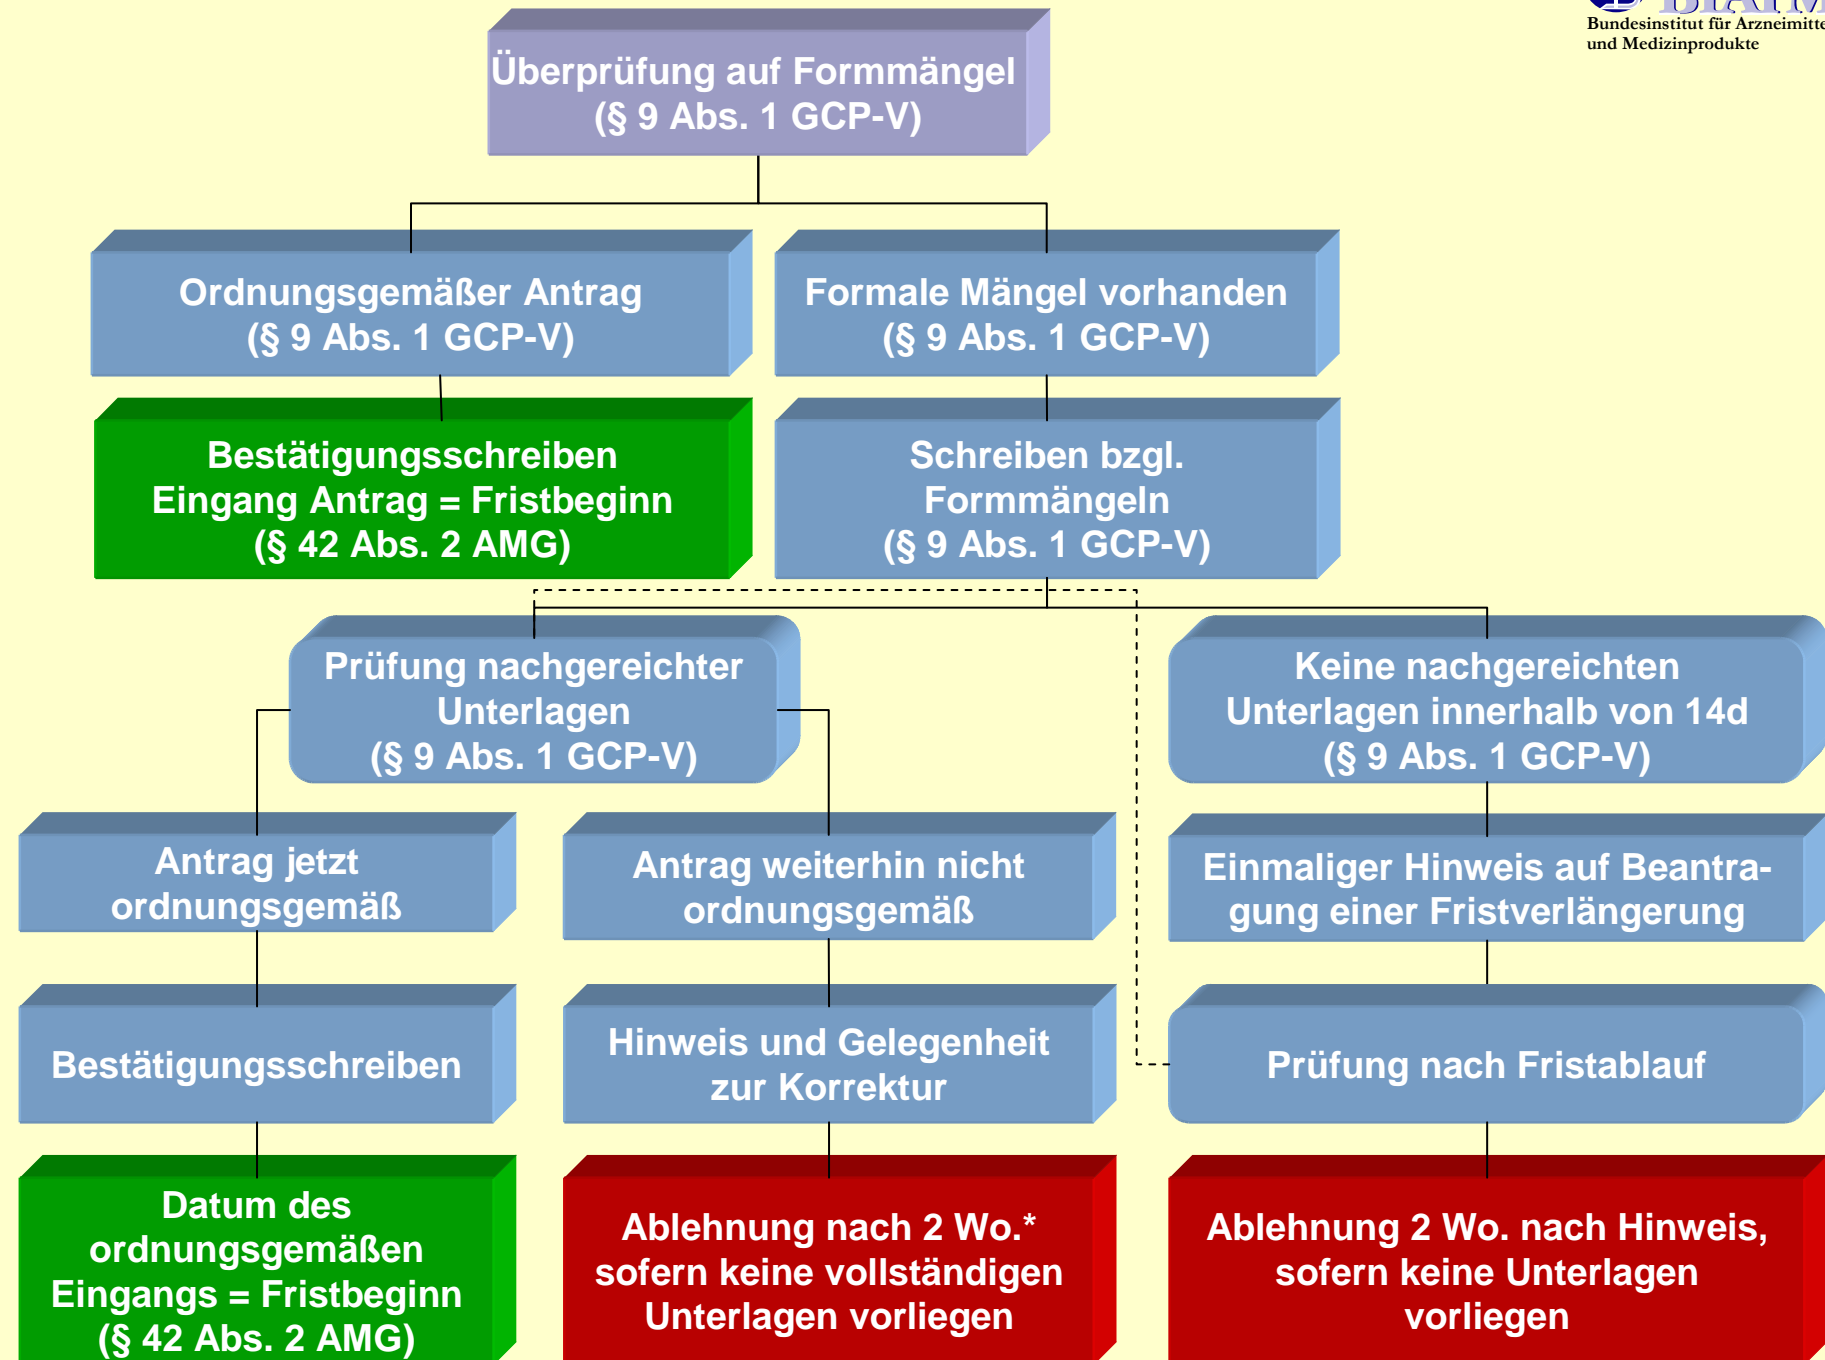 Bundesinstitut für Arzneimitte
und Medizinprodukte
Überprüfung auf Formmängel
(§ 9 Abs. 1 GCP-V)
Ordnungsgemäßer Antrag
(§ 9 Abs. 1 GCP-V)
Formale Mängel vorhanden
(§ 9 Abs. 1 GCP-V)
Bestätigungsschreiben
Eingang Antrag = Fristbeginn
(§ 42 Abs. 2 AMG)
Schreiben bzgl.
Formmängeln
(§ 9 Abs. 1 GCP-V)
Prüfung nachgereichter
Unterlagen
(§ 9 Abs. 1 GCP-V)
Keine nachgereichten
Unterlagen innerhalb von 14d
(§ 9 Abs. 1 GCP-V)
Antrag jetzt
ordnungsgemäß
Antrag weiterhin nicht
ordnungsgemäß
Einmaliger Hinweis auf Beantra-
gung einer Fristverlängerung
Bestätigungsschreiben
Hinweis und Gelegenheit
zur Korrektur
Prüfung nach Fristablauf
Datum des
ordnungsgemäßen
Eingangs = Fristbeginn
(§ 42 Abs. 2 AMG)
Ablehnung nach 2 Wo.*
sofern keine vollständigen
Unterlagen vorliegen
Ablehnung 2 Wo. nach Hinweis,
sofern keine Unterlagen
vorliegen